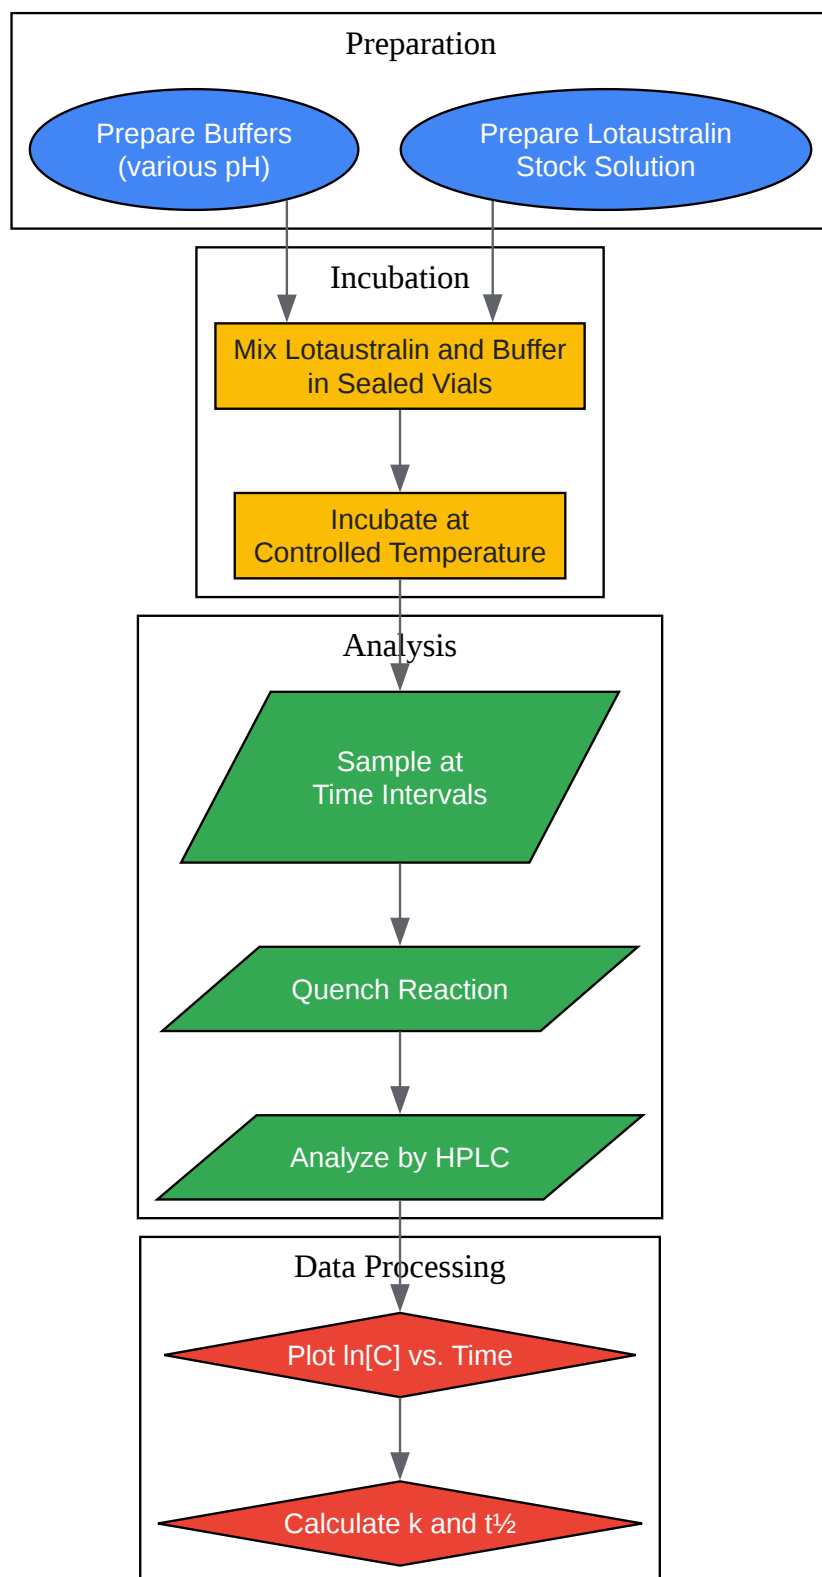 Preparation
Prepare Buffers
(various pH)
Prepare Lotaustralin
Stock Solution
Incubation
Mix Lotaustralin and Buffer
in Sealed Vials
Incubate at
Controlled Temperature
Analysis
Sample at
Time Intervals
Quench Reaction
Analyze by HPLC
Data Processing
Plot ln[C] vs. Time
Calculate k and t½